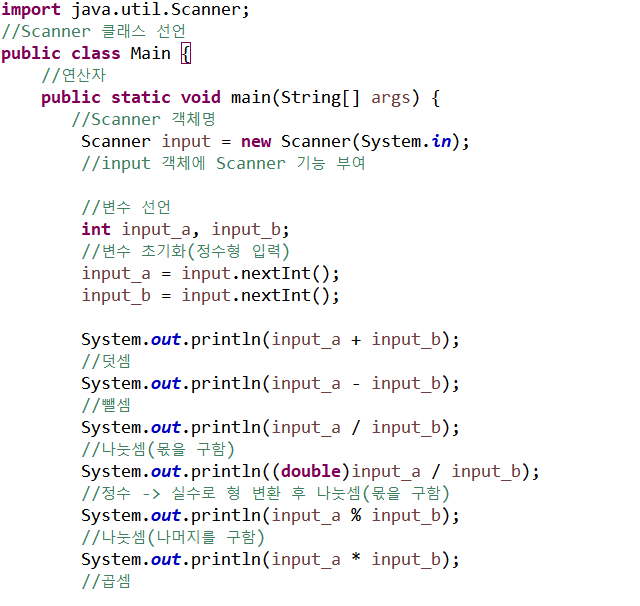 import java.util.Scanner;
//Scanner 클래스 선언
public class Main {
//연산자
public static void main(String[] args) {
//Scanner 객체명
Scanner input = new Scanner(System.in);
//input 객체에 Scanner 기능 부여
//변수 선언
int input_a, input_b;
//변수 초기화(정수형 입력)
input_a = input.nextInt();
input_b = input.nextInt();
System.out.println(input_a + input_b);
//덧셈
System.out.println(input_a - input_b);
//뺄셈
System.out.println(input_a / input_b);
//나눗셈(몫을 구함)
System.out.println((double)input_a / input_b);
//정수 -> 실수로 형 변환 후 나눗셈(몫을 구함)
System.out.println(input_a % input_b);
//나눗셈(나머지를 구함)
System.out.println(input_a * input_b);
//곱셈